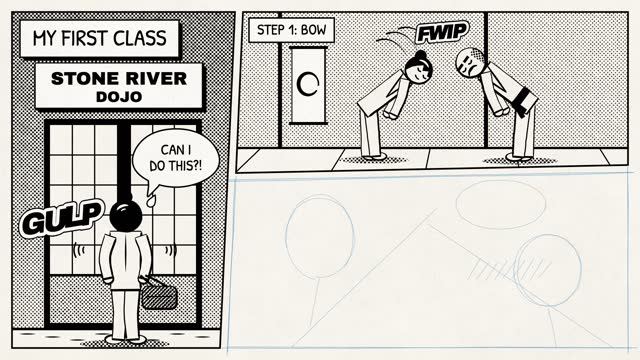 MY FIRST CLASS
STONE RIVER
DOJO
CAN I
DO THIS?!
GULP
STEP 1: BOW
FWIP